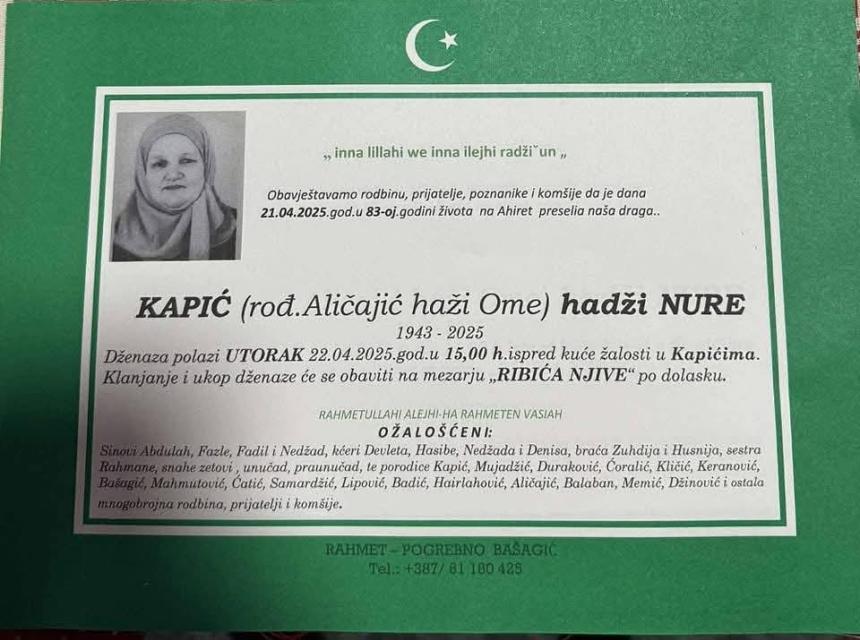 „ inna lillahi we inna ilejhi radžiˇun „
Obavještavamo rodbinu, prijatelje, poznanike i komšije da je dana
21.04.2025.god.u 83-oj.godini života na Ahiret preselia naša draga..
KAPIĆ (rođ.Aličajić haži Ome) hadži NURE
1943 - 2025
Dženaza polazi UTORAK 22.04.2025.god.u 15,00 h.ispred kuće žalosti u Kapićima.
Klanjanje i ukop dženaze će se obaviti na mezarju „RIBIĆA NJIVE“ po dolasku.
RAHMETULLAHI ALEJHI-HA RAHMETEN VASIAH
OŽALOŠĆENI:
Sinovi Abdulah, Fazle, Fadil i Nedžad, kćeri Devleta, Hasibe, Nedžada i Denisa, braća Zuhdija i Husnija, sestra
Rahmane, snahe zetovi , unučad, praunučad, te porodice Kapić, Mujadžić, Duraković, Ćoralić, Kličić, Keranović,
Bašagić, Mahmutović, Ćatić, Samardžić, Lipović, Badić, Hairlahović, Aličajić, Balaban, Memić, Džinović i ostala
mnogobrojna rodbina, prijatelji i komšije.
RAHMET – POGREBNO BAŠAGIĆ
Tel.: +387/ 61 180 425